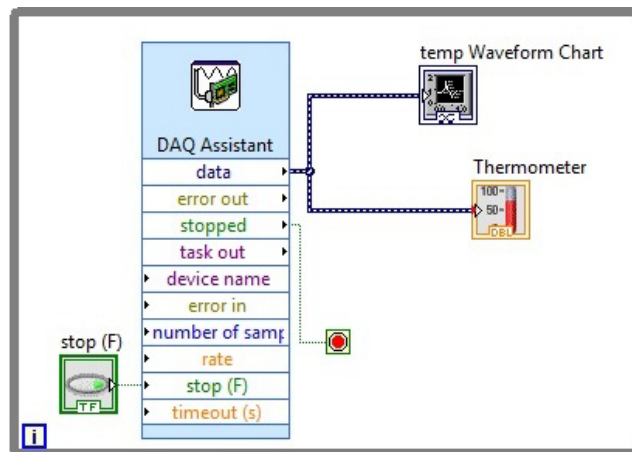 temp Waveform Chart
DAQ Assistant
data
error out
stopped
task out
device name
error in
number of samp
rate
stop (F)
timeout (s)
Thermometer
100
50
DBL
stop (F)
TF
i